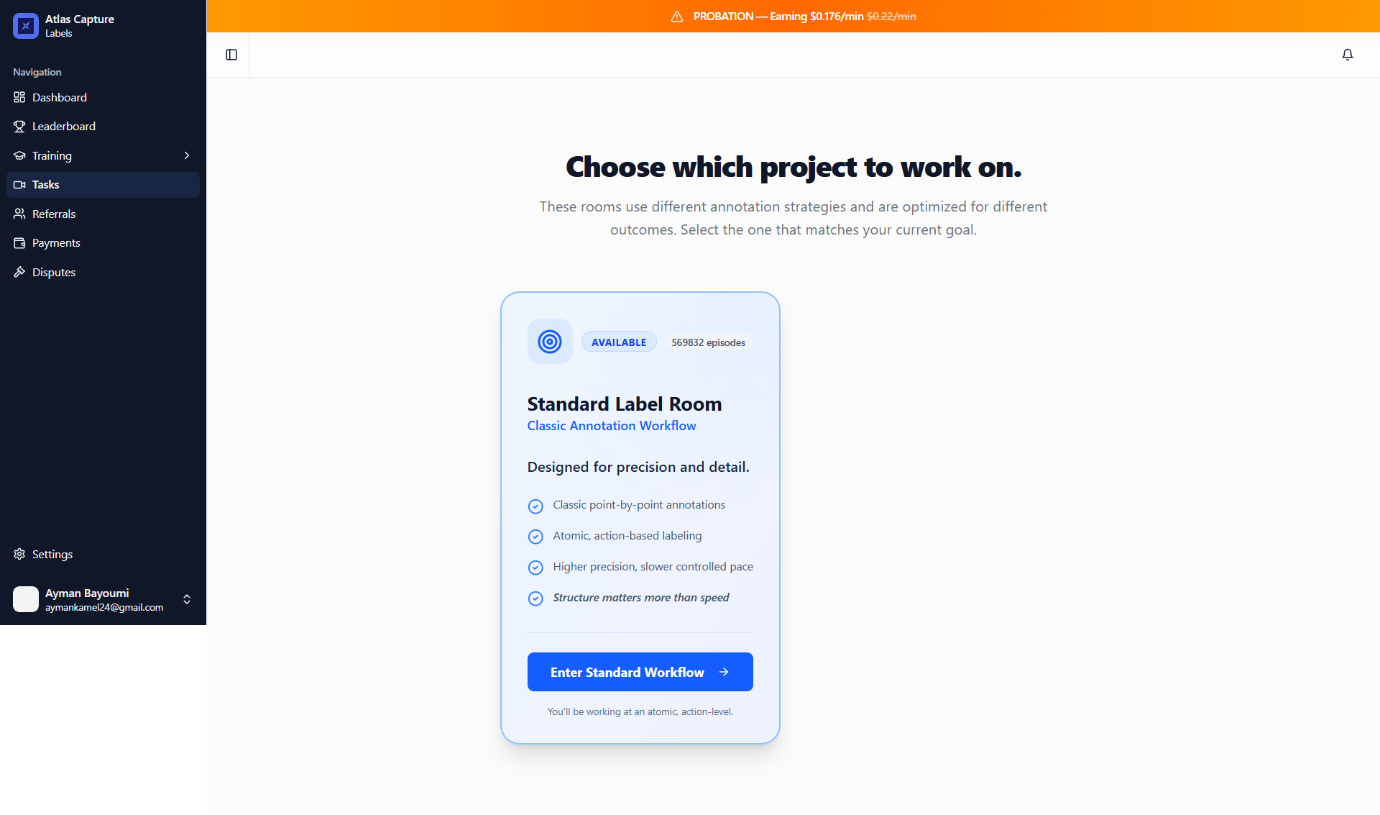 Atlas Capture
Labels
Navigation
Dashboard
Leaderboard
Training
Tasks
Referrals
Payments
Disputes
Settings
Ayman Bayoumi
aymankamel24@gmail.com
PROBATION — Earning $0.176/min $0.22/min
Choose which project to work on.
These rooms use different annotation strategies and are optimized for different
outcomes. Select the one that matches your current goal.
AVAILABLE
569832 episodes
Standard Label Room
Classic Annotation Workflow
Designed for precision and detail.
Classic point-by-point annotations
Atomic, action-based labeling
Higher precision, slower controlled pace
Structure matters more than speed
Enter Standard Workflow
You'll be working at an atomic, action-level.